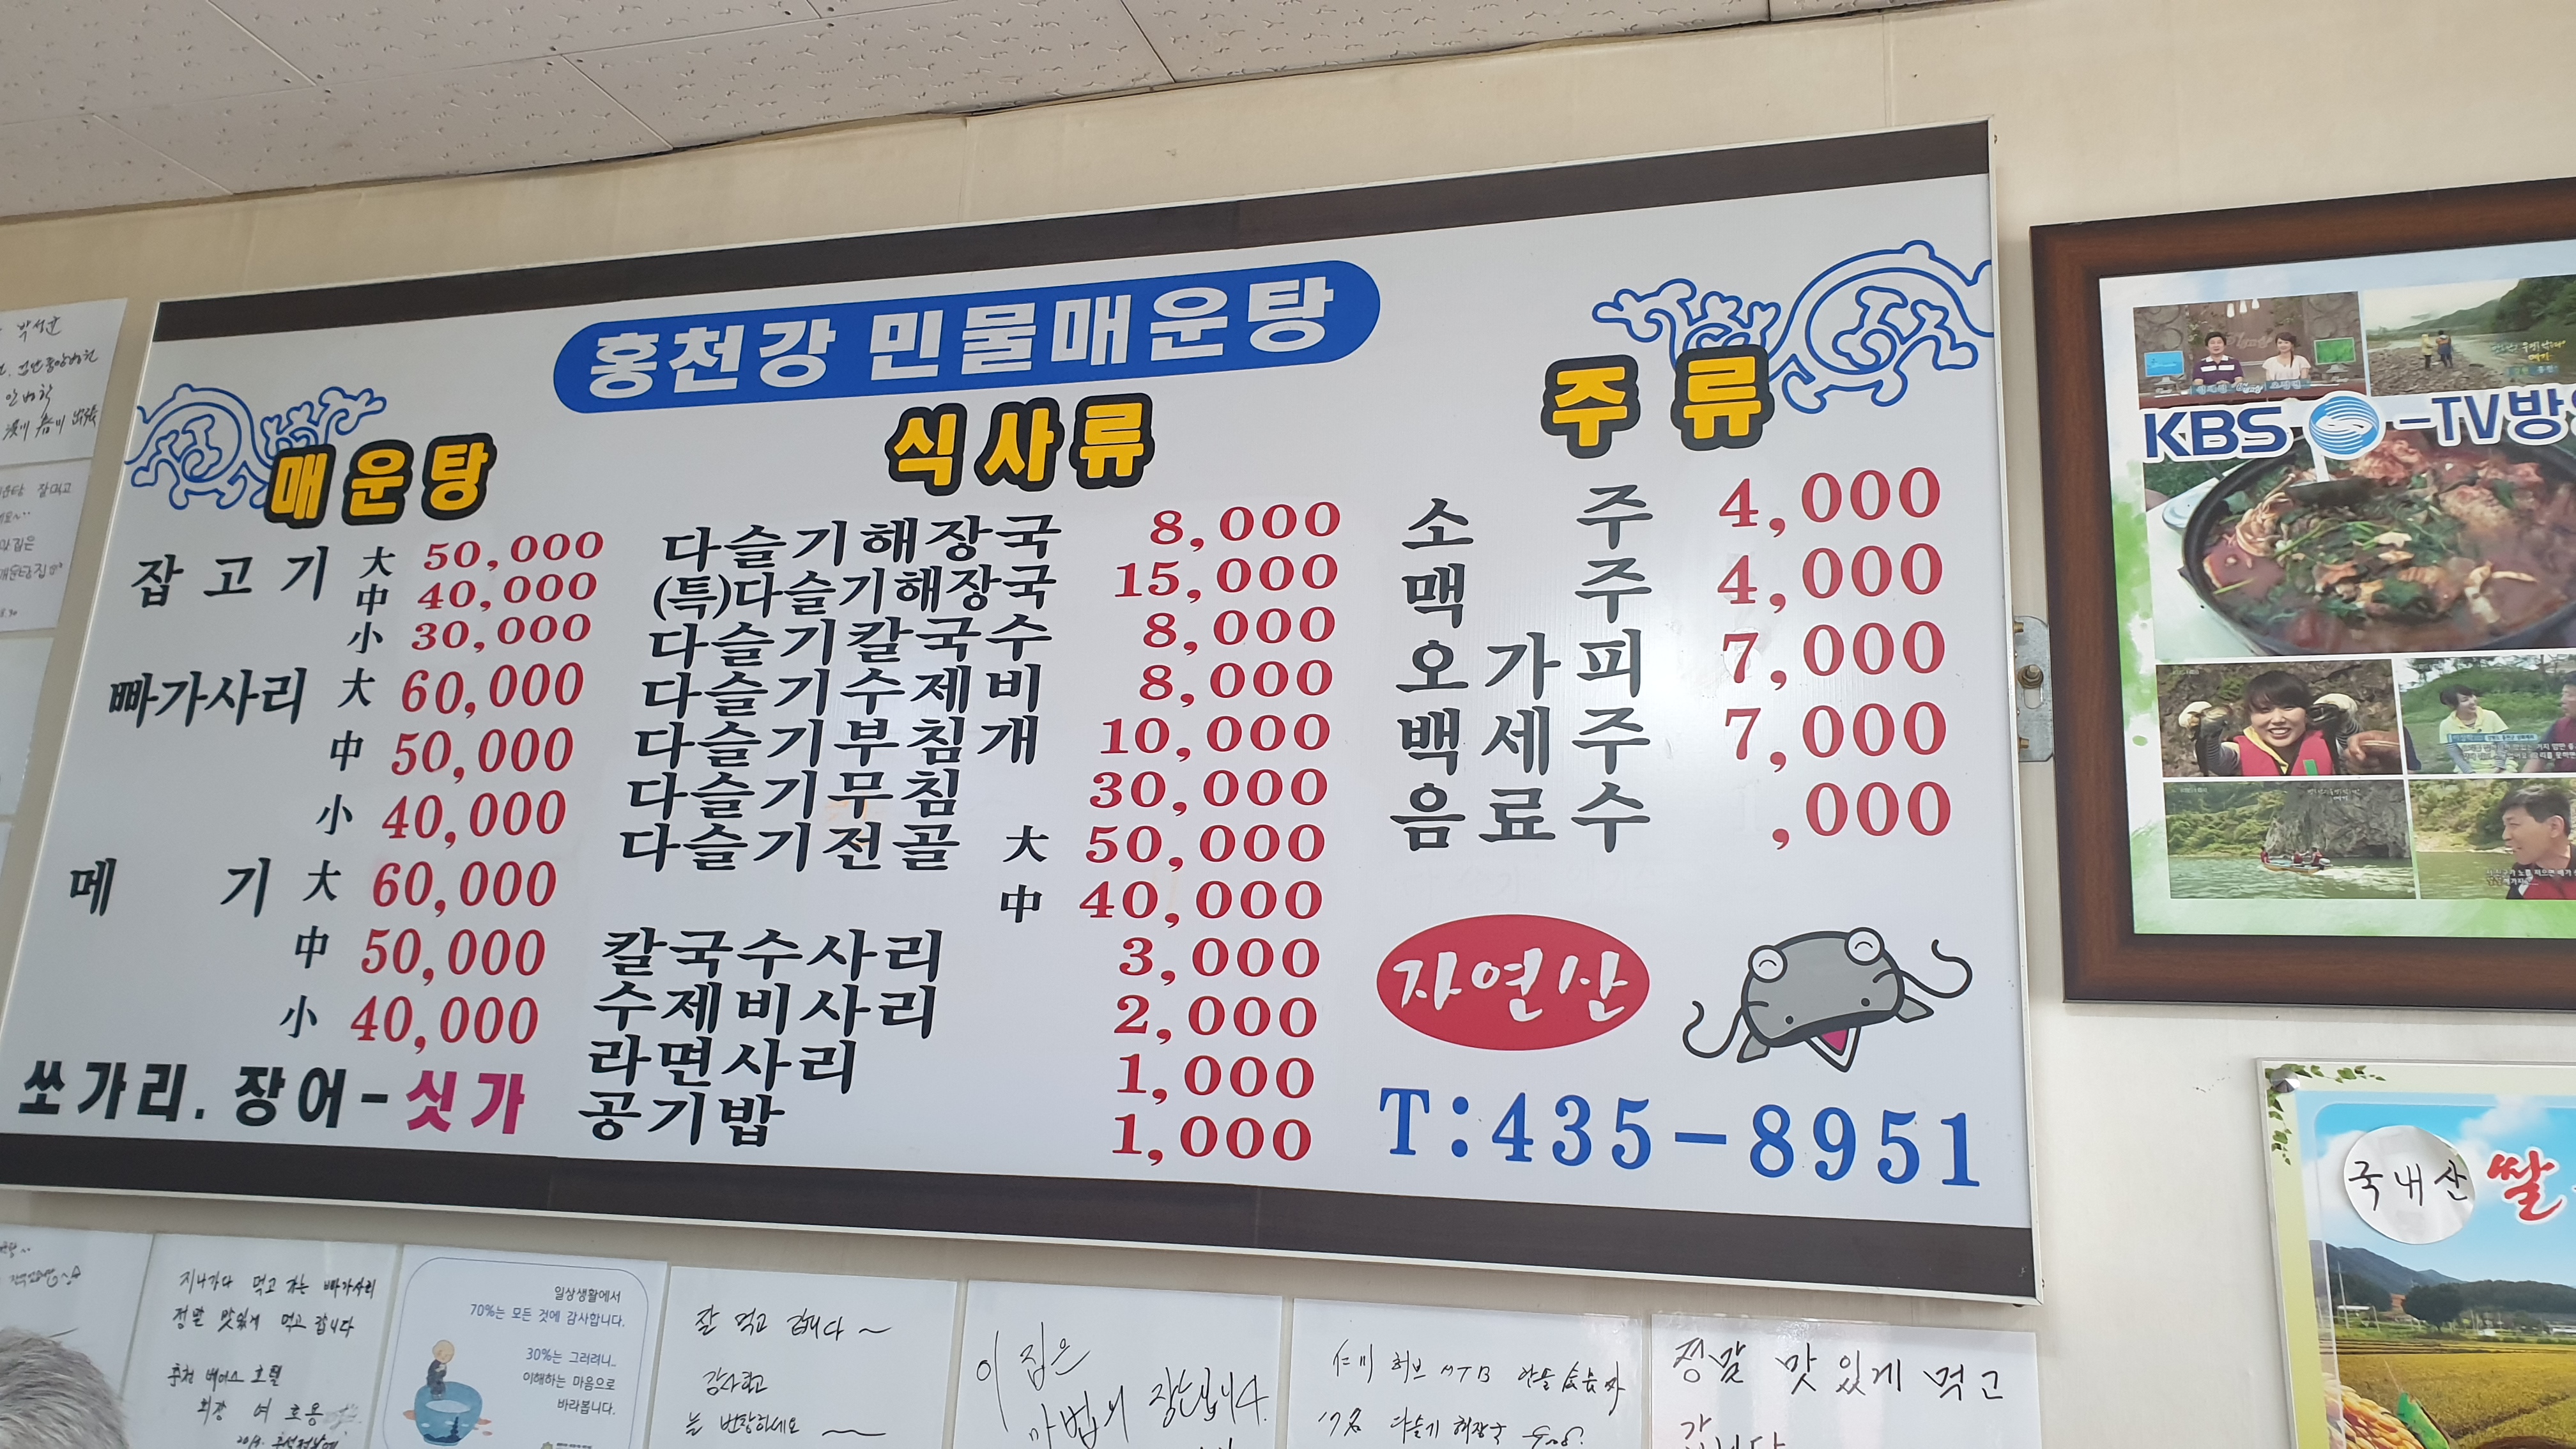 홍천강 민물매운탕
매운탕
잡고기 大 50,000
中 40,000
小 30,000
빠가사리 大 60,000
中 50,000
小 40,000
메기 大 60,000
中 50,000
小 40,000
쏘가리. 장어-싯가
식사류
다슬기해장국 8,000
(특)다슬기해장국 15,000
다슬기칼국수 8,000
다슬기수제비 8,000
다슬기부침개 10,000
다슬기무침 30,000
다슬기전골 大 50,000
中 40,000
칼국수사리 3,000
수제비사리 2,000
라면사리 1,000
공기밥 1,000
주류
소주 4,000
맥주 4,000
오가피 7,000
백세주 7,000
음료수 ,000
자연산
T:435-8951
KBS -TV방
국내산 쌀
지나가다 먹고 가는 빠가사리
정말 맛있게 먹고 갑니다
일상생활에서
70%는 모든 것에 감사합니다.
30%는 그러려니..
이해하는 마음으로
바라봅니다.
잘 먹고 갑니다~
이 집은
마법의
17名 다슬기 해장국
정말 맛있게 먹고